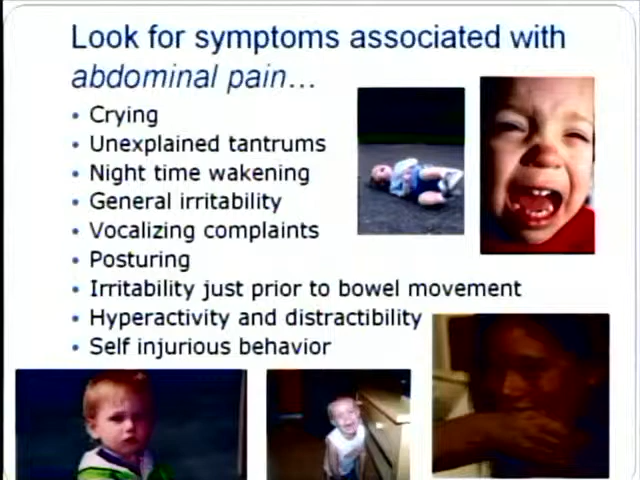 Look for symptoms associated with
abdominal pain…
• Crying
• Unexplained tantrums
• Night time wakening
• General irritability
• Vocalizing complaints
• Posturing
• Irritability just prior to bowel movement
• Hyperactivity and distractibility
• Self injurious behavior